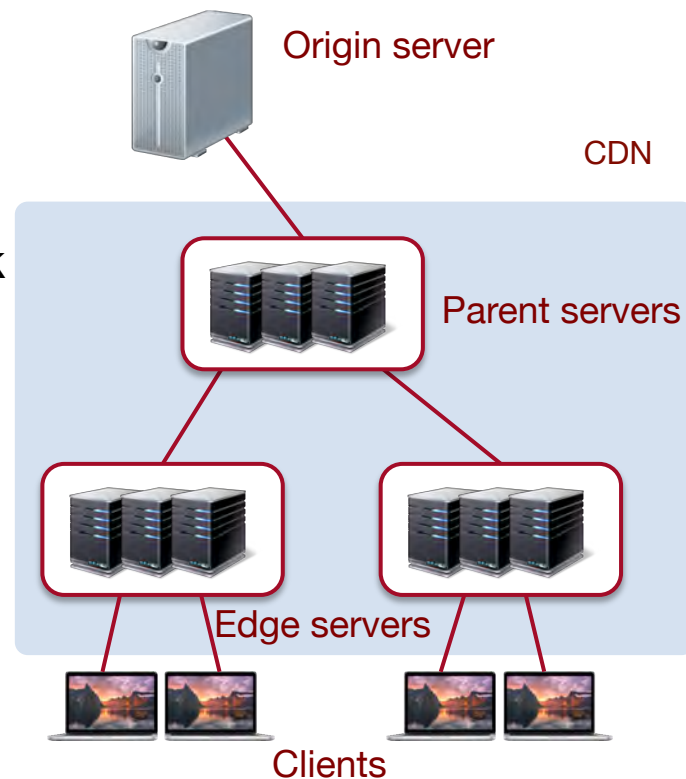 Origin server
CDN
k
Parent servers
Edge servers
Clients